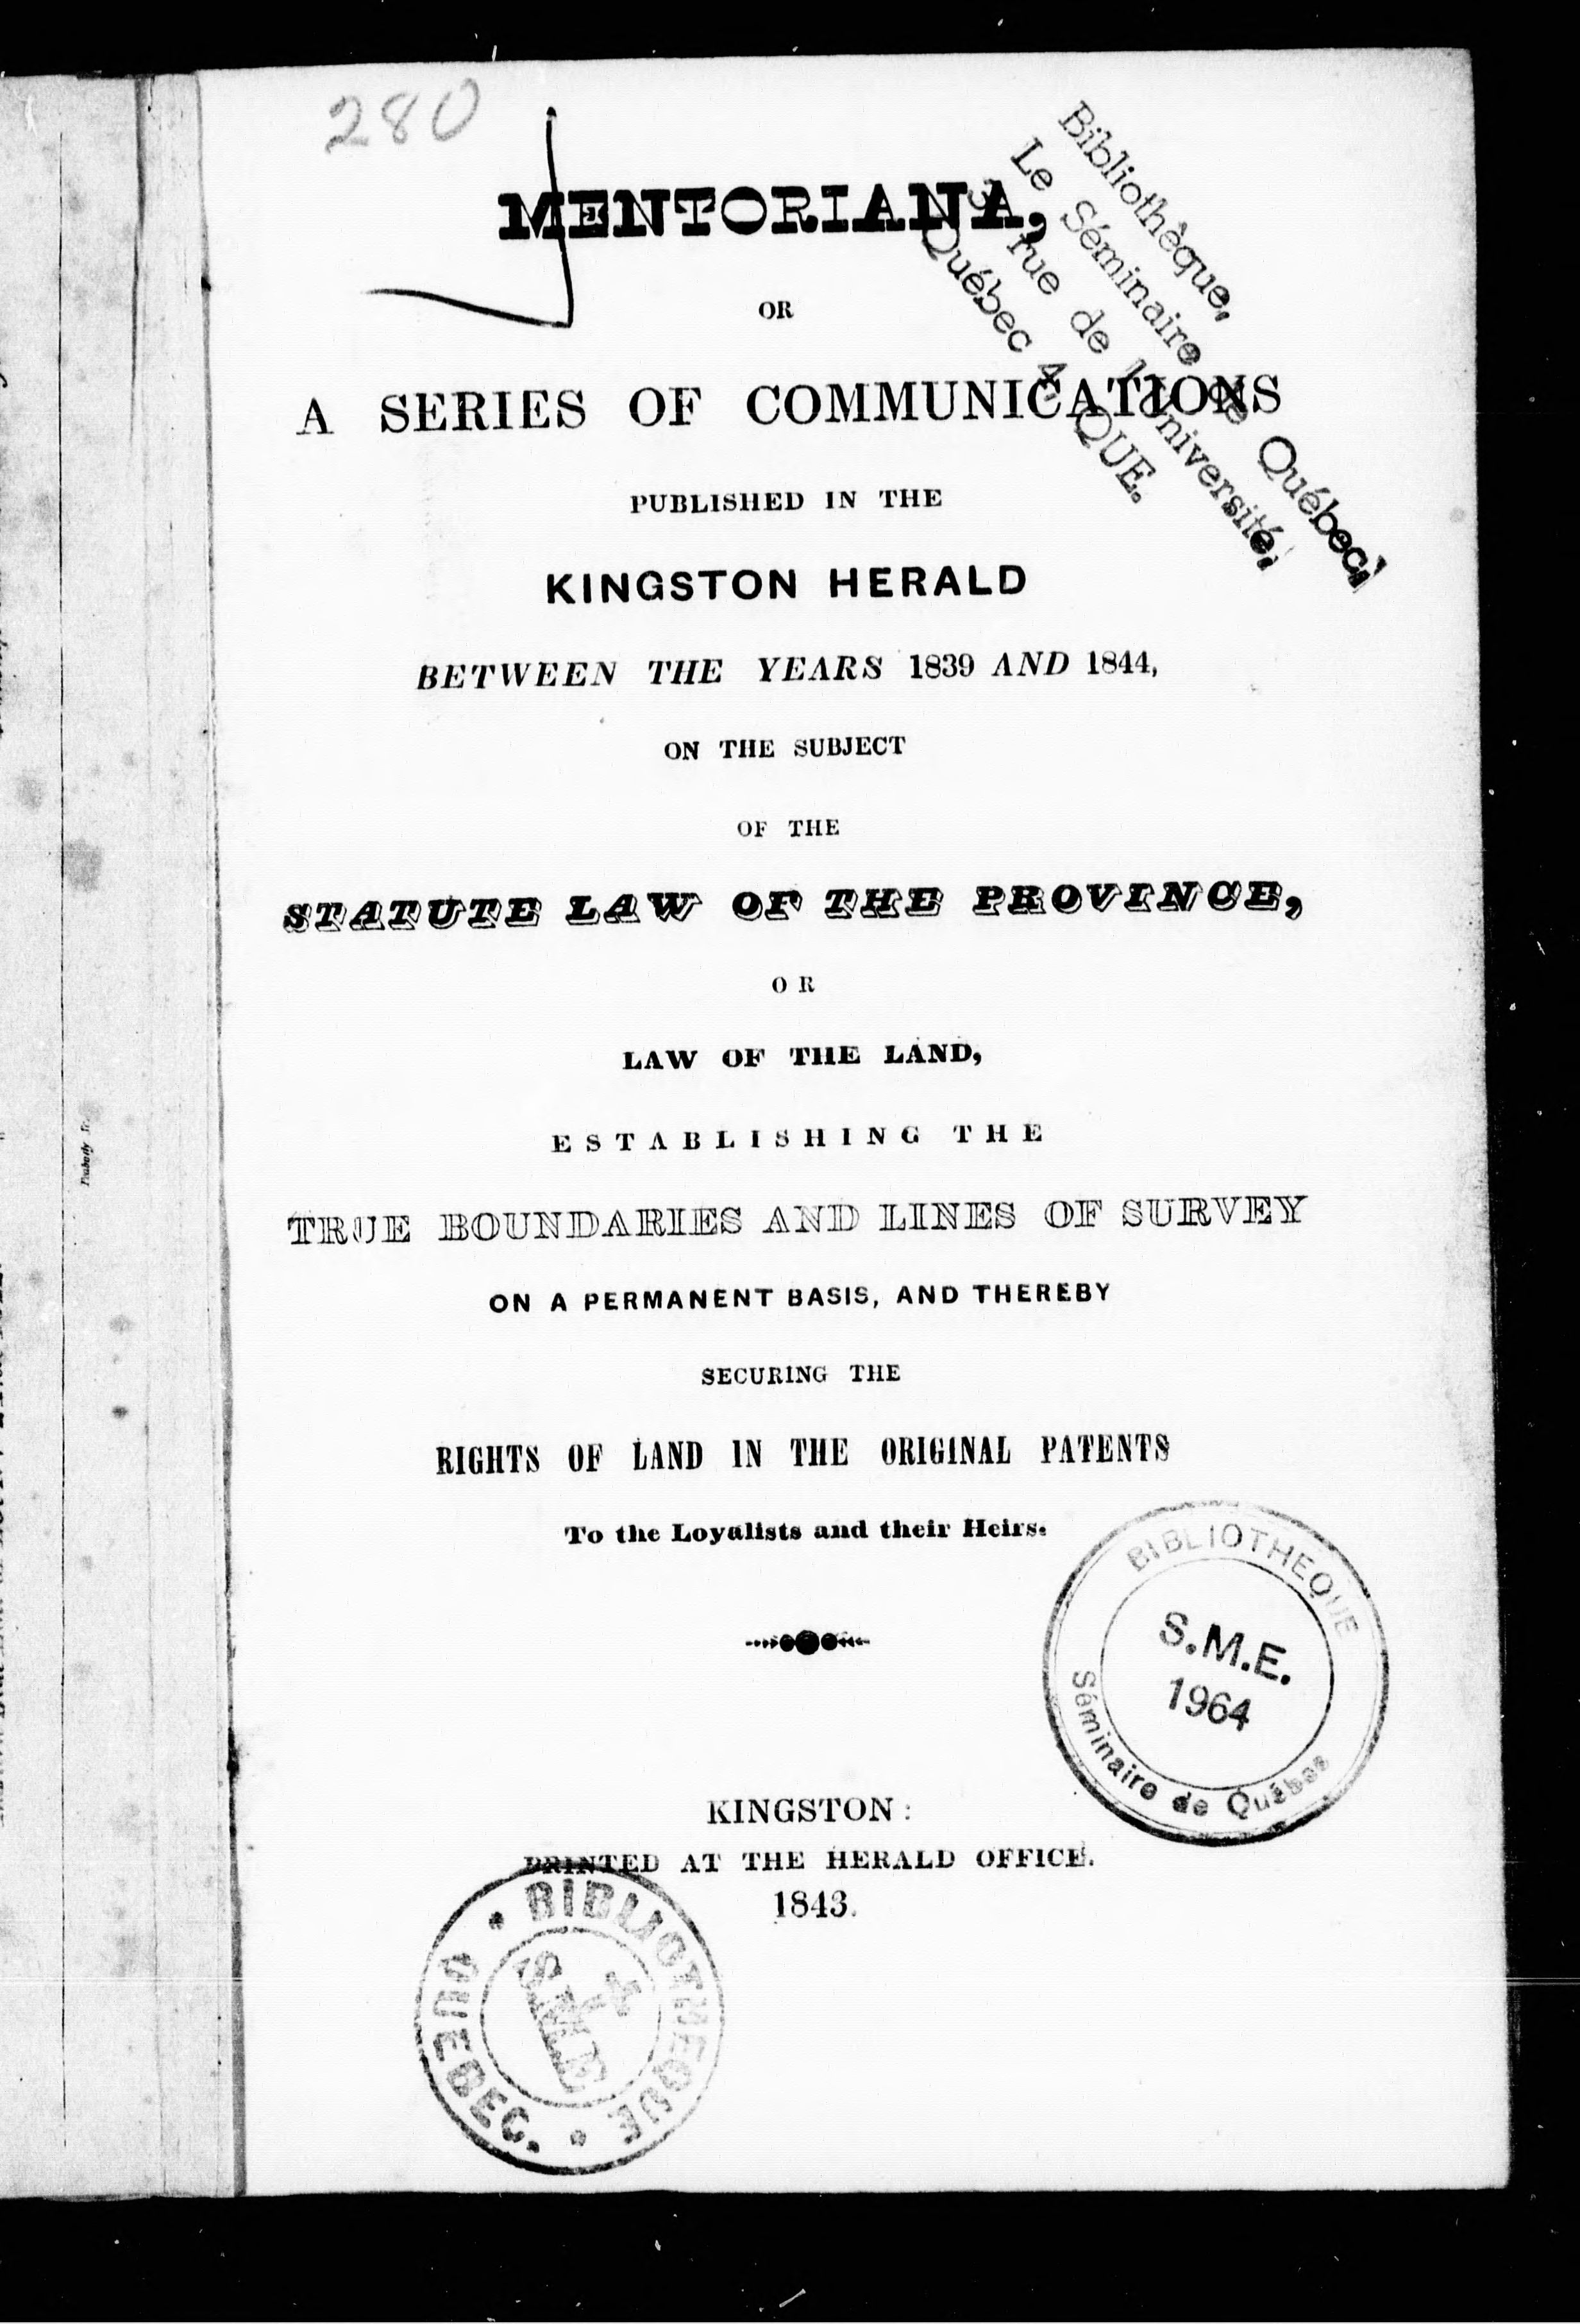 280
MENTORIANA,
OR
A SERIES OF COMMUNICATIONS
PUBLISHED IN THE
KINGSTON HERALD
BETWEEN THE YEARS 1839 AND 1844,
ON THE SUBJECT
OF THE
STATUTE LAW OF THE PROVINCE,
OR
LAW OF THE LAND,
ESTABLISHING THE
TRUE BOUNDARIES AND LINES OF SURVEY
ON A PERMANENT BASIS, AND THEREBY
SECURING THE
RIGHTS OF LAND IN THE ORIGINAL PATENTS
To the Loyalists and their Heirs.
KINGSTON:
PRINTED AT THE HERALD OFFICE.
1843.
Bibliothèque,
Le Séminaire de Québec,
rue de l'Université,
Québec 4, QUE.
BIBLIOTHEQUE
S.M.E.
1964
Séminaire de Québec
BIBLIOTHEQUE
SME
QUEBEC.